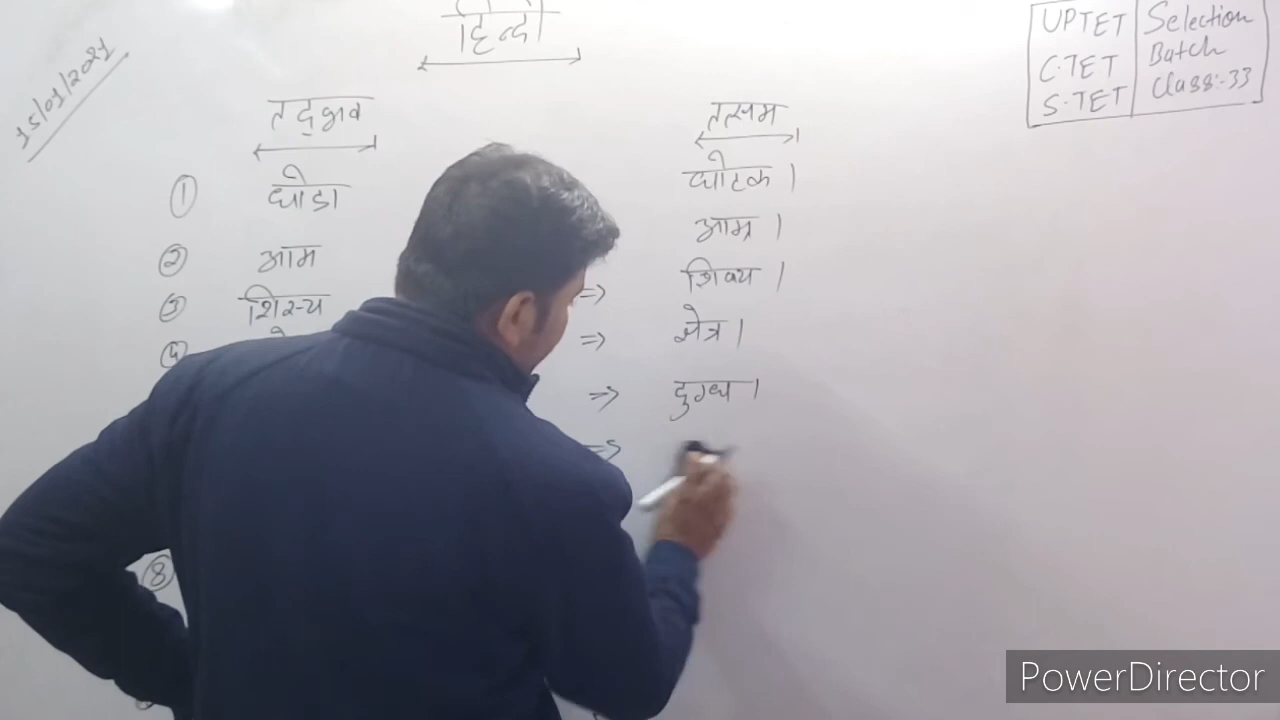 हिन्दी
15/01/2021
UPTET Selection
C.TET Batch
S.TET Class:-33
तद्भव तत्सम
① घोडा घोटक।
② आम आम्र।
③ शिस्य => शिष्य।
④ => क्षेत्र।
=> दुग्ध।
=>
⑧
PowerDirector